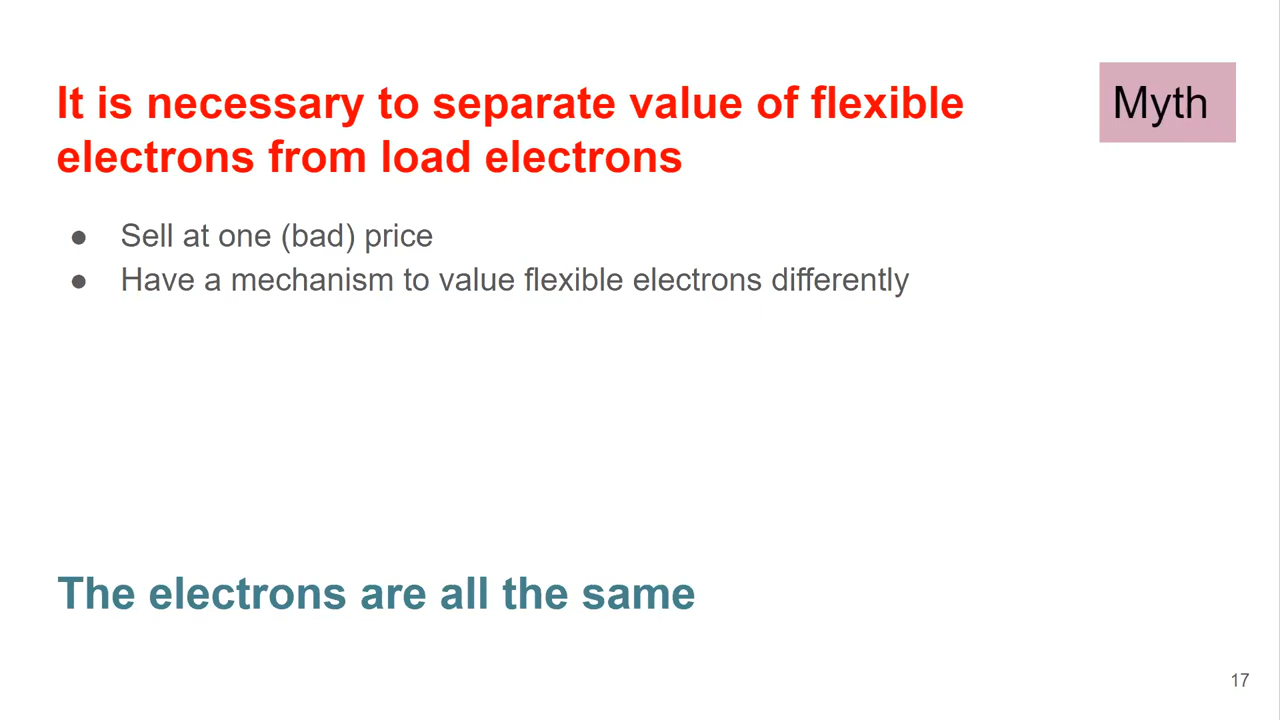 It is necessary to separate value of flexible
electrons from load electrons
Myth
● Sell at one (bad) price
● Have a mechanism to value flexible electrons differently
The electrons are all the same
17